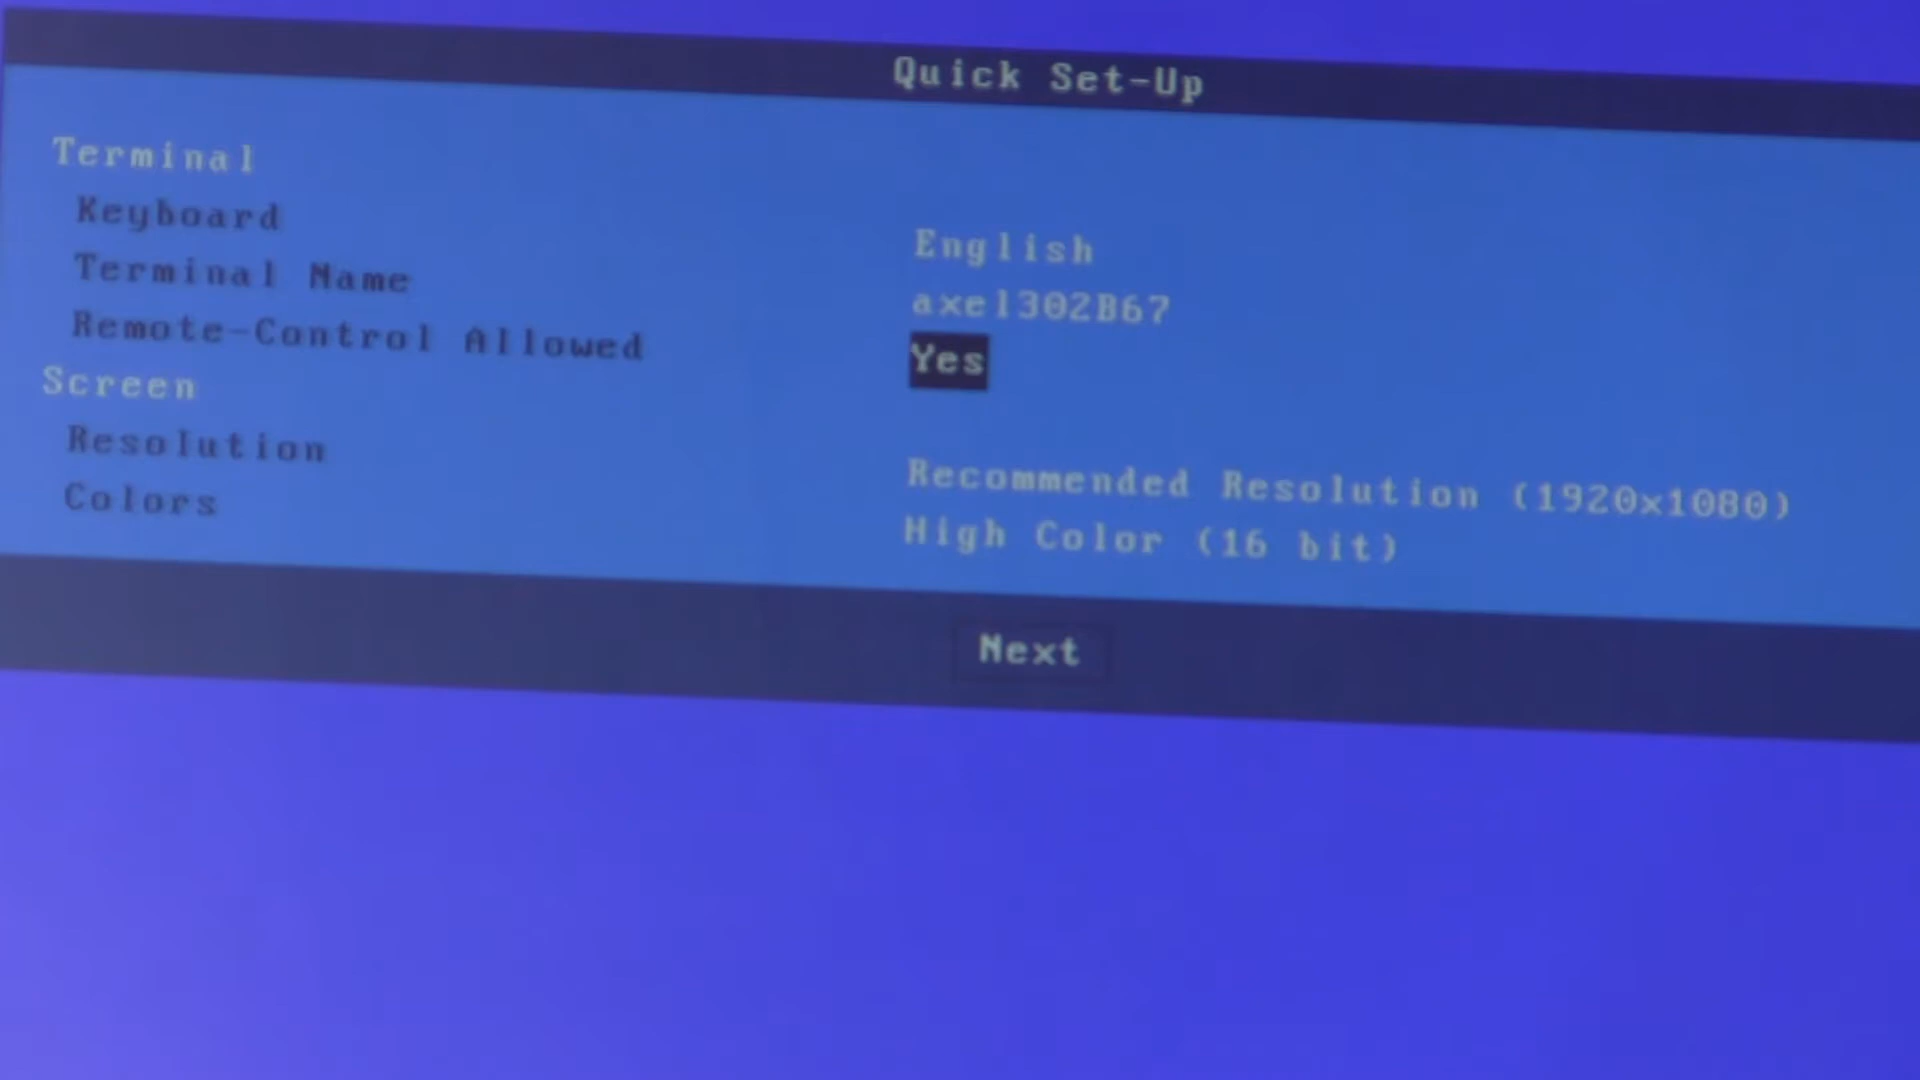 Quick Set-Up
Terminal
Keyboard English
Terminal Name axel302B67
Remote-Control Allowed Yes
Screen
Resolution Recommended Resolution (1920x1080)
Colors High Color (16 bit)
Next